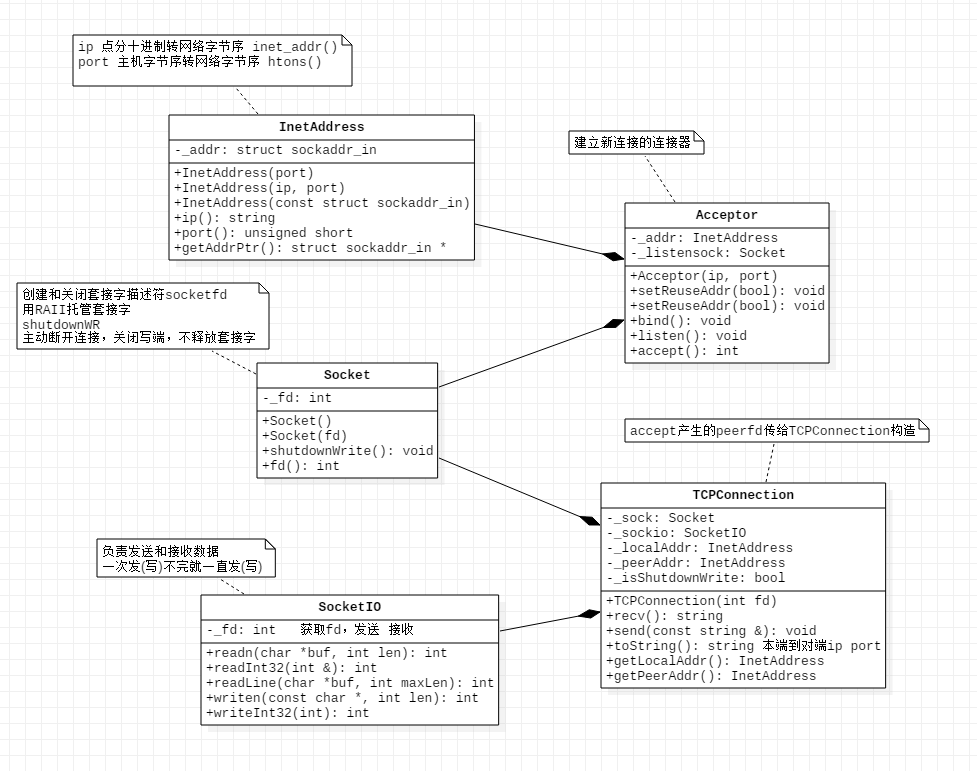 ip 点分十进制转网络字节序 inet_addr()
port 主机字节序转网络字节序 htons()
InetAddress
-_addr: struct sockaddr_in
+InetAddress(port)
+InetAddress(ip, port)
+InetAddress(const struct sockaddr_in)
+ip(): string
+port(): unsigned short
+getAddrPtr(): struct sockaddr_in *
建立新连接的连接器
Acceptor
-_addr: InetAddress
-_listensock: Socket
+Acceptor(ip, port)
+setReuseAddr(bool): void
+setReuseAddr(bool): void
+bind(): void
+listen(): void
+accept(): int
创建和关闭套接字描述符socketfd
用RAII托管套接字
shutdownWR
主动断开连接，关闭写端，不释放套接字
Socket
-_fd: int
+Socket()
+Socket(fd)
+shutdownWrite(): void
+fd(): int
accept产生的peerfd传给TCPConnection构造
TCPConnection
-_sock: Socket
-_sockio: SocketIO
-_localAddr: InetAddress
-_peerAddr: InetAddress
-_isShutdownWrite: bool
+TCPConnection(int fd)
+recv(): string
+send(const string &): void
+toString(): string 本端到对端ip port
+getLocalAddr(): InetAddress
+getPeerAddr(): InetAddress
负责发送和接收数据
一次发(写)不完就一直发(写)
SocketIO
-_fd: int 获取fd，发送 接收
+readn(char *buf, int len): int
+readInt32(int &): int
+readLine(char *buf, int maxLen): int
+writen(const char *, int len): int
+writeInt32(int): int